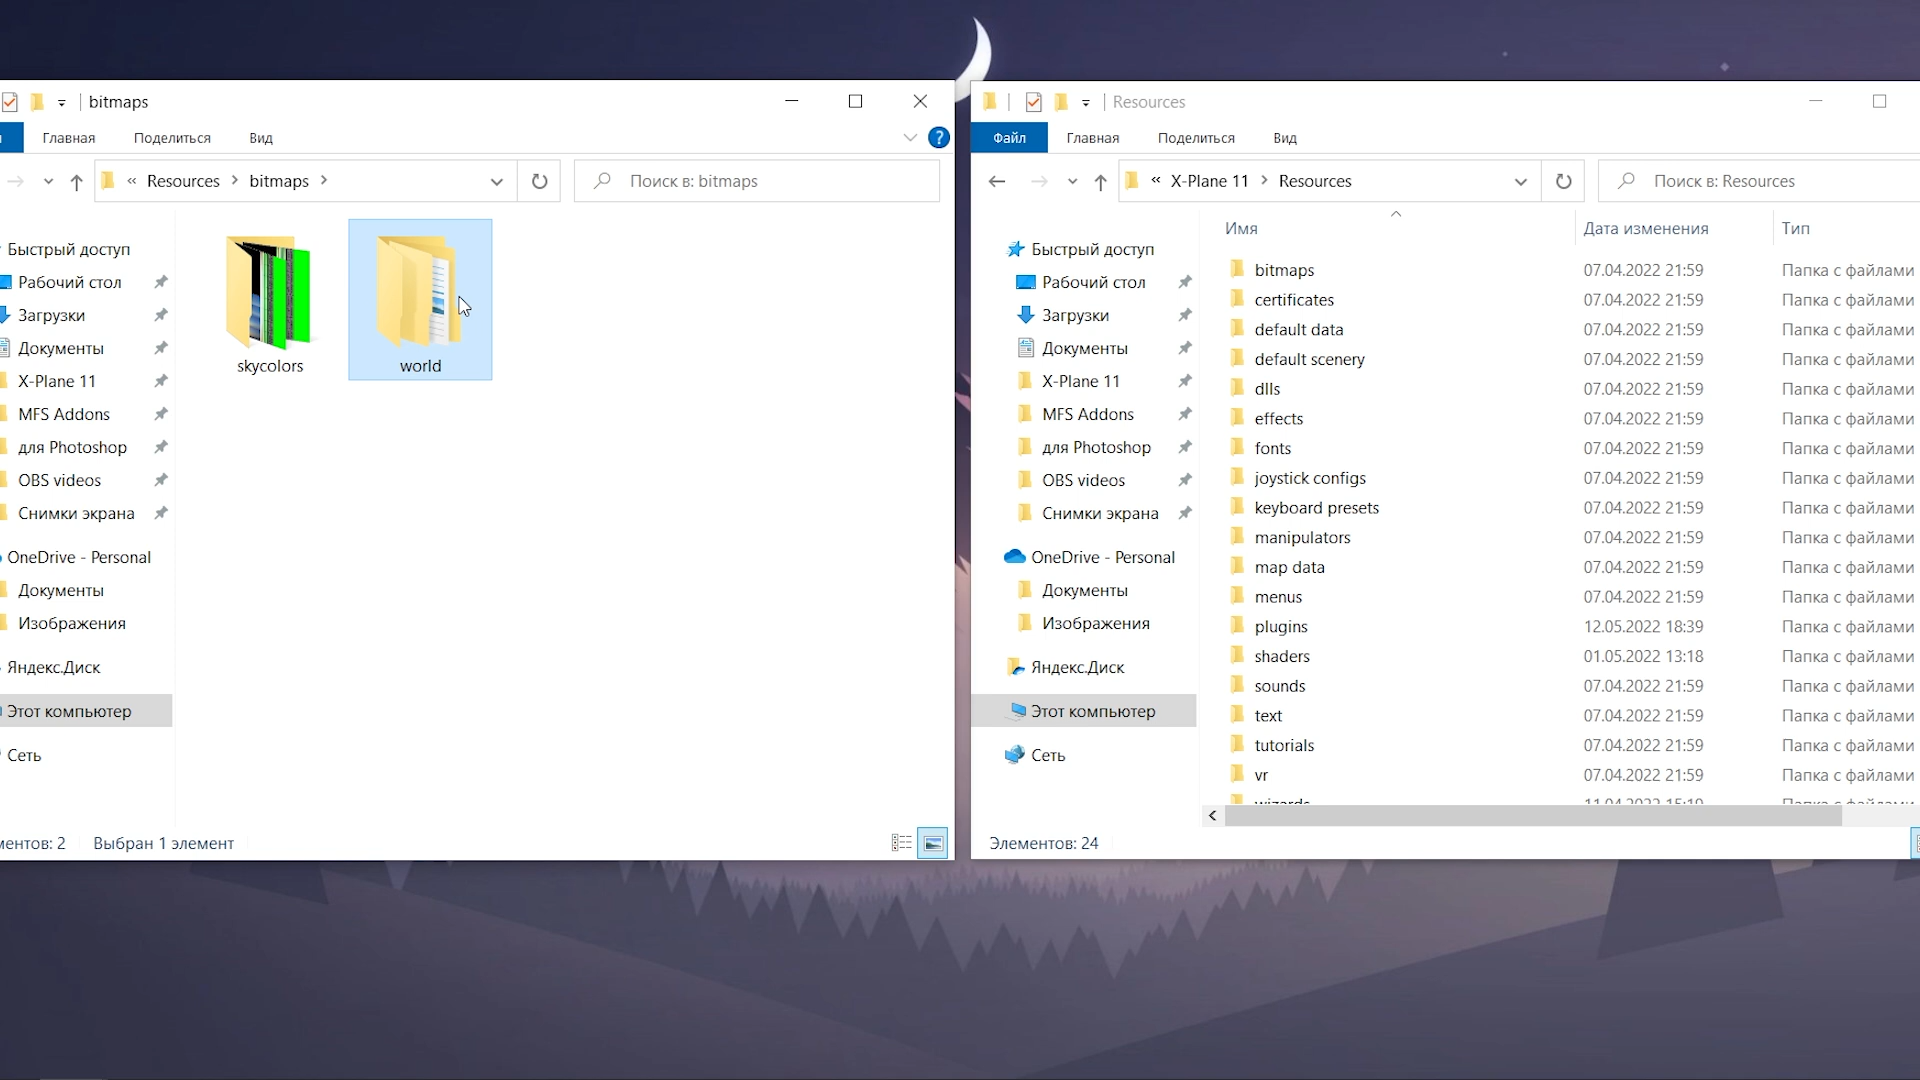 bitmaps
Главная Поделиться Вид
Resources bitmaps
Поиск в: bitmaps
Быстрый доступ
Рабочий стол
Загрузки
Документы
X-Plane 11
MFS Addons
для Photoshop
OBS videos
Снимки экрана
OneDrive - Personal
Документы
Изображения
Яндекс.Диск
Этот компьютер
Сеть
skycolors
world
ментов: 2 Выбран 1 элемент
Resources
Файл Главная Поделиться Вид
« X-Plane 11 Resources
Поиск в: Resources
Быстрый доступ
Рабочий стол
Загрузки
Документы
X-Plane 11
MFS Addons
для Photoshop
OBS videos
Снимки экрана
OneDrive - Personal
Документы
Изображения
Яндекс.Диск
Этот компьютер
Сеть
Имя Дата изменения Тип
bitmaps 07.04.2022 21:59 Папка с файлами
certificates 07.04.2022 21:59 Папка с файлами
default data 07.04.2022 21:59 Папка с файлами
default scenery 07.04.2022 21:59 Папка с файлами
dlls 07.04.2022 21:59 Папка с файлами
effects 07.04.2022 21:59 Папка с файлами
fonts 07.04.2022 21:59 Папка с файлами
joystick configs 07.04.2022 21:59 Папка с файлами
keyboard presets 07.04.2022 21:59 Папка с файлами
manipulators 07.04.2022 21:59 Папка с файлами
map data 07.04.2022 21:59 Папка с файлами
menus 07.04.2022 21:59 Папка с файлами
plugins 12.05.2022 18:39 Папка с файлами
shaders 01.05.2022 13:18 Папка с файлами
sounds 07.04.2022 21:59 Папка с файлами
text 07.04.2022 21:59 Папка с файлами
tutorials 07.04.2022 21:59 Папка с файлами
vr 07.04.2022 21:59 Папка с файлами
Элементов: 24